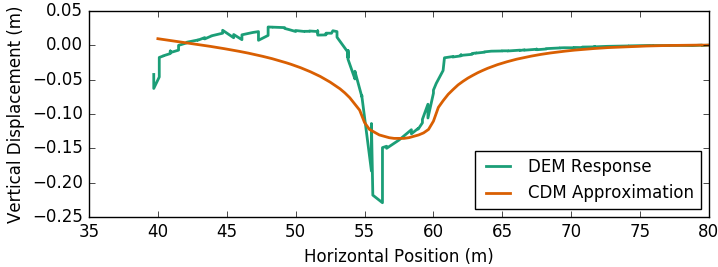 0.05
0.00
−0.05
−0.10
−0.15
−0.20
−0.25
Vertical Displacement (m)
DEM Response
CDM Approximation
35 40 45 50 55 60 65 70 75 80
Horizontal Position (m)